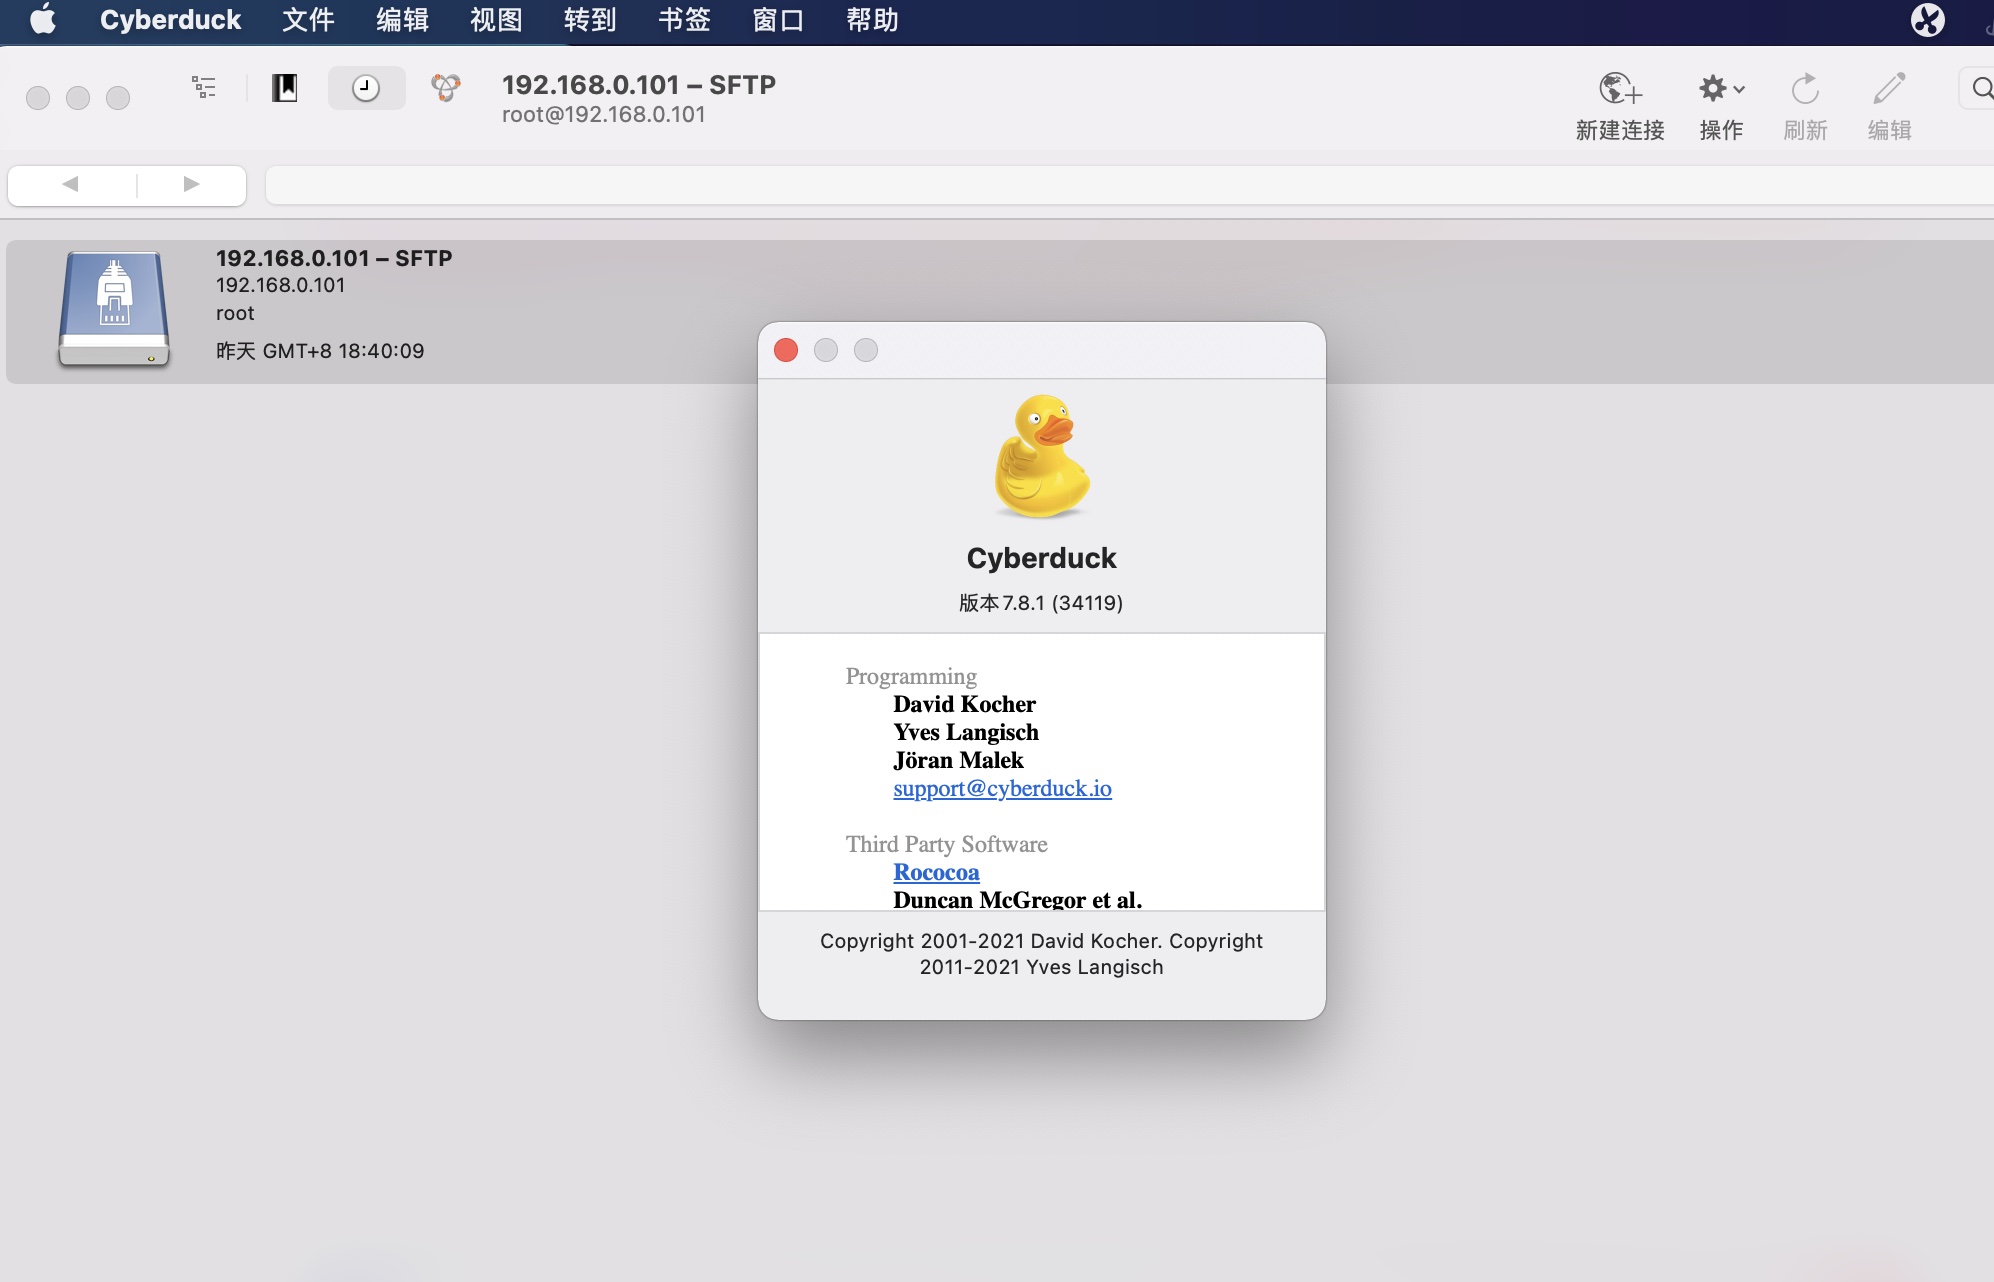 Cyberduck 文件 编辑 视图 转到 书签 窗口 帮助
192.168.0.101 – SFTP
root@192.168.0.101
新建连接 操作 刷新 编辑
192.168.0.101 – SFTP
192.168.0.101
root
昨天 GMT+8 18:40:09
Cyberduck
版本 7.8.1 (34119)
Programming
David Kocher
Yves Langisch
Jöran Malek
support@cyberduck.io
Third Party Software
Rococoa
Duncan McGregor et al.
Copyright 2001-2021 David Kocher. Copyright
2011-2021 Yves Langisch